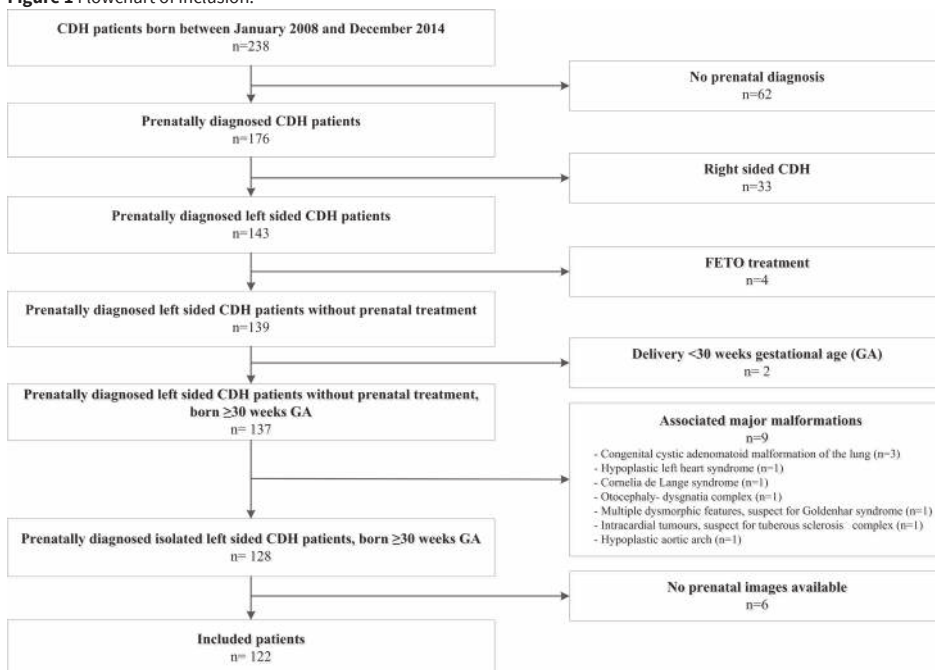 Figure 1 Flowchart of inclusion.
CDH patients born between January 2008 and December 2014
n=238
No prenatal diagnosis
n=62
Prenatally diagnosed CDH patients
n=176
Right sided CDH
n=33
Prenatally diagnosed left sided CDH patients
n=143
FETO treatment
n=4
Prenatally diagnosed left sided CDH patients without prenatal treatment
n=139
Delivery <30 weeks gestational age (GA)
n= 2
Prenatally diagnosed left sided CDH patients without prenatal treatment,
born ≥30 weeks GA
n= 137
Associated major malformations
n=9
- Congenital cystic adenomatoid malformation of the lung (n=3)
- Hypoplastic left heart syndrome (n=1)
- Cornelia de Lange syndrome (n=1)
- Otocephaly- dysgnatia complex (n=1)
- Multiple dysmorphic features, suspect for Goldenhar syndrome (n=1)
- Intracardial tumours, suspect for tuberous sclerosis complex (n=1)
- Hypoplastic aortic arch (n=1)
Prenatally diagnosed isolated left sided CDH patients, born ≥30 weeks GA
n= 128
No prenatal images available
n=6
Included patients
n= 122